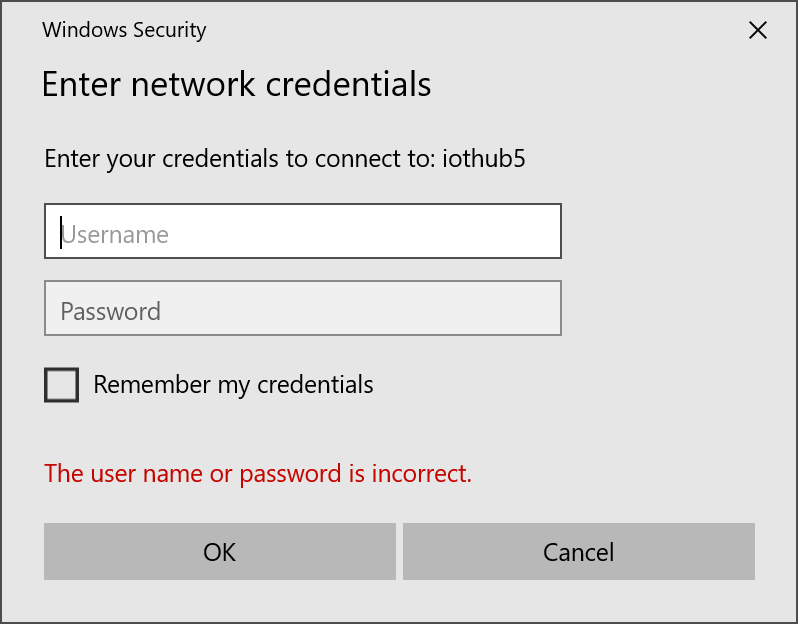 Windows Security
Enter network credentials
Enter your credentials to connect to: iothub5
Username
Password
Remember my credentials
The user name or password is incorrect.
OK
Cancel